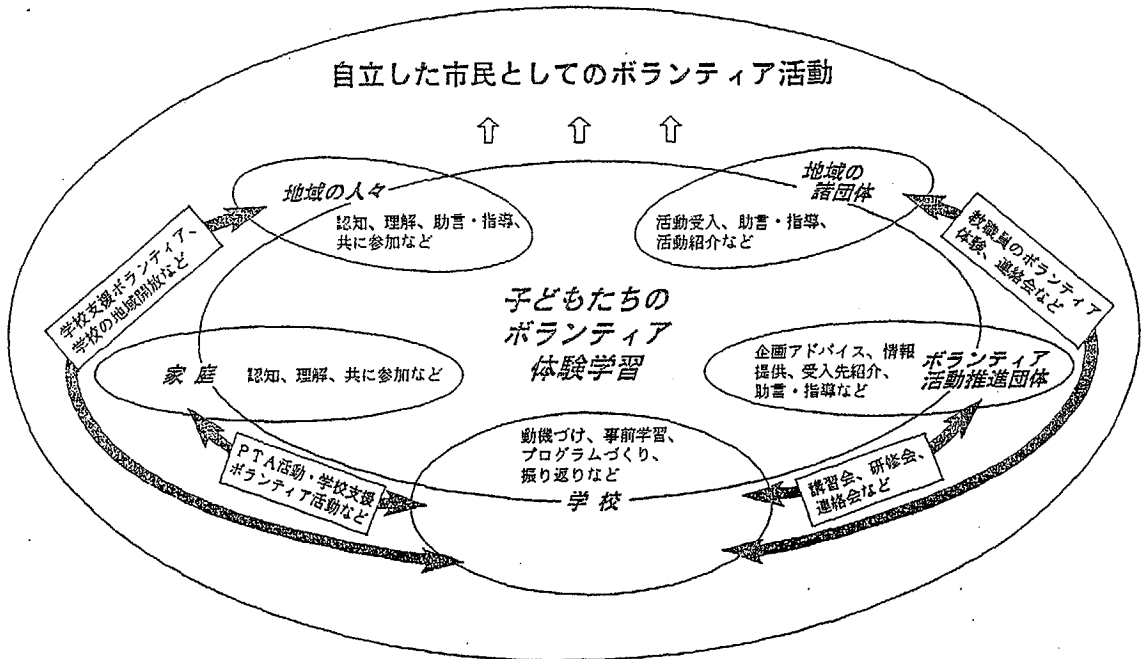 自立した市民としてのボランティア活動
地域の人々
認知、理解、助言・指導、
共に参加など
地域の
諸団体
活動受入、助言・指導、
活動紹介など
学校支援ボランティア、
学校の地域開放など
教職員のボランティア
体験、連絡会など
子どもたちの
ボランティア
体験学習
家庭
認知、理解、共に参加など
企画アドバイス、情報
提供、受入先紹介、
助言・指導など
ボランティア
活動推進団体
動機づけ、事前学習、
プログラムづくり、
振り返りなど
学校
PTA活動・学校支援
ボランティア活動など
講習会、研修会、
連絡会など